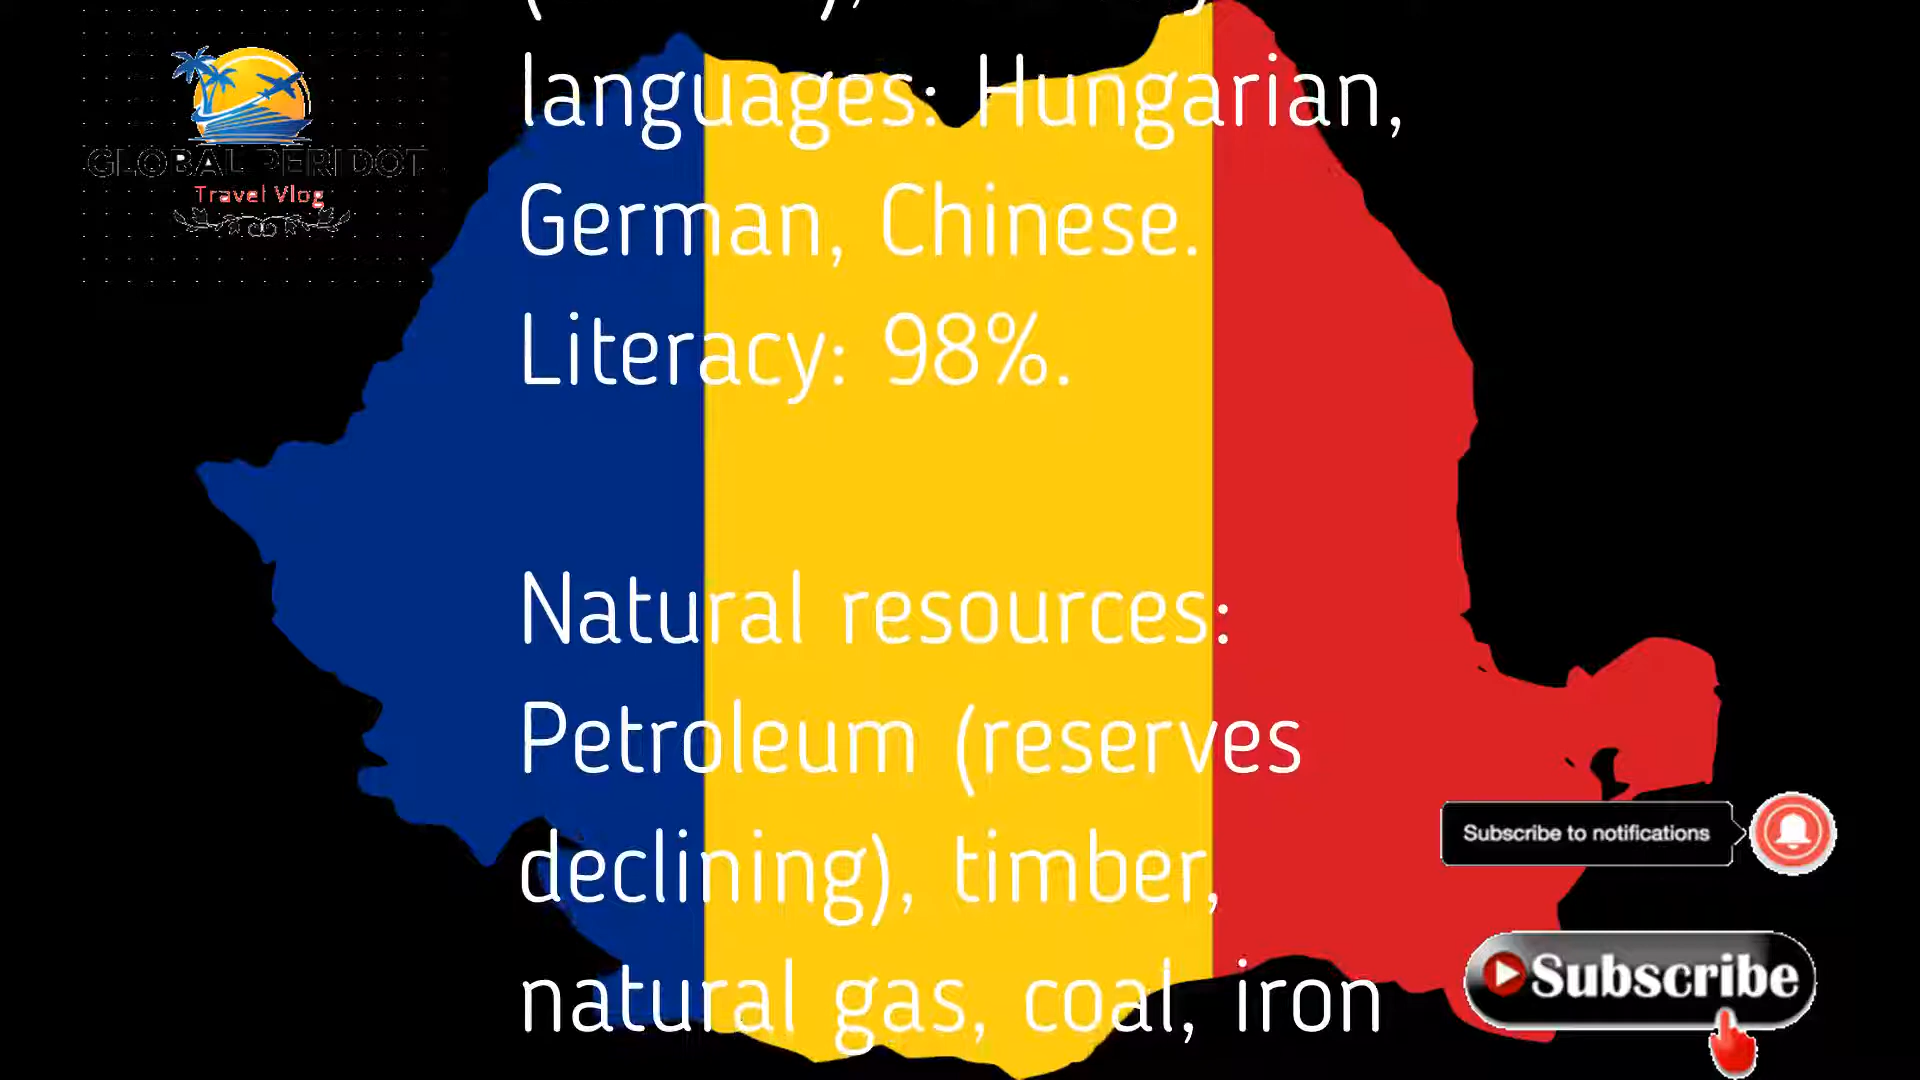 GLOBAL PERIDOT
Travel Vlog
languages: Hungarian,
German, Chinese.
Literacy: 98%.
Natural resources:
Petroleum (reserves
declining), timber,
natural gas, coal, iron
Subscribe to notifications
Subscribe